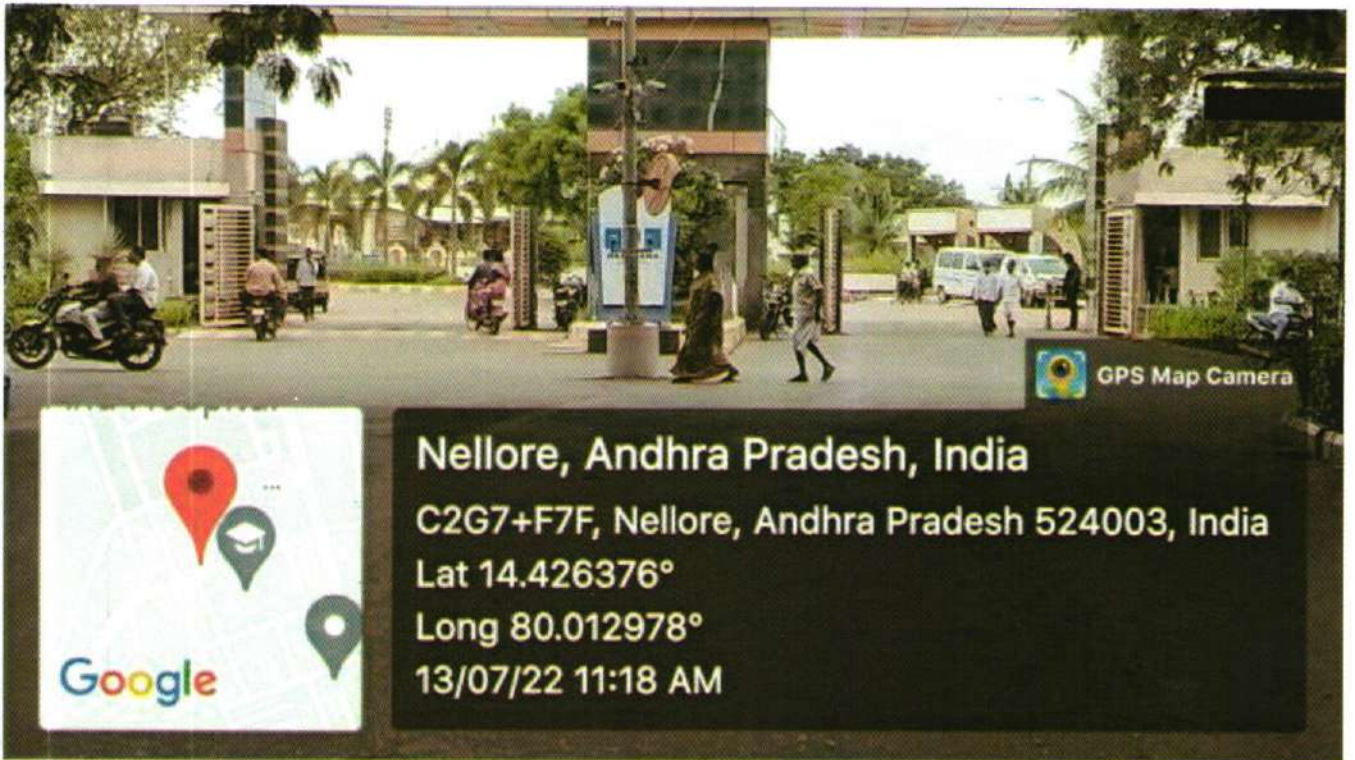 GPS Map Camera
Nellore, Andhra Pradesh, India
C2G7+F7F, Nellore, Andhra Pradesh 524003, India
Lat 14.426376°
Long 80.012978°
13/07/22 11:18 AM
Google